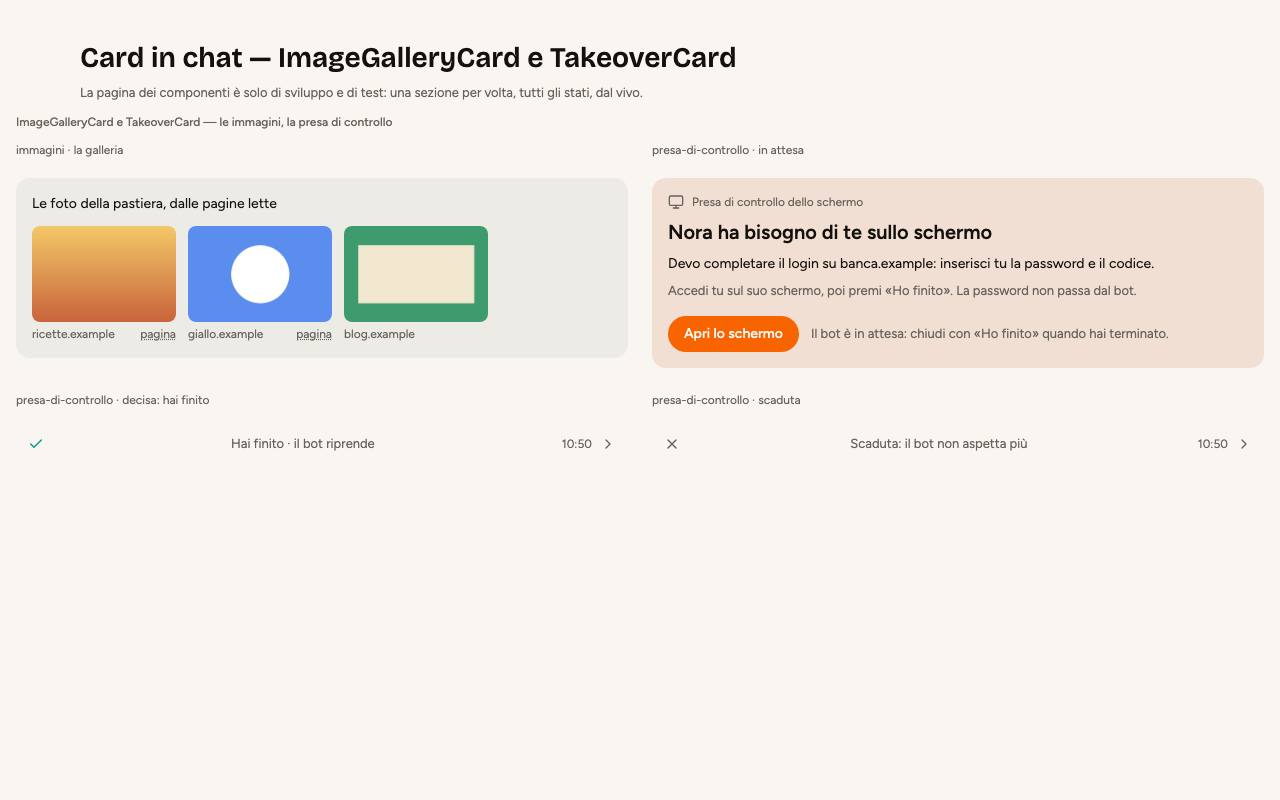 Card in chat — ImageGalleryCard e TakeoverCard
La pagina dei componenti è solo di sviluppo e di test: una sezione per volta, tutti gli stati, dal vivo.
ImageGalleryCard e TakeoverCard — le immagini, la presa di controllo
immagini · la galleria
Le foto della pastiera, dalle pagine lette
ricette.example pagina giallo.example pagina blog.example
presa-di-controllo · in attesa
Presa di controllo dello schermo
Nora ha bisogno di te sullo schermo
Devo completare il login su banca.example: inserisci tu la password e il codice.
Accedi tu sul suo schermo, poi premi «Ho finito». La password non passa dal bot.
Apri lo schermo Il bot è in attesa: chiudi con «Ho finito» quando hai terminato.
presa-di-controllo · decisa: hai finito
Hai finito · il bot riprende 10:50
presa-di-controllo · scaduta
Scaduta: il bot non aspetta più 10:50